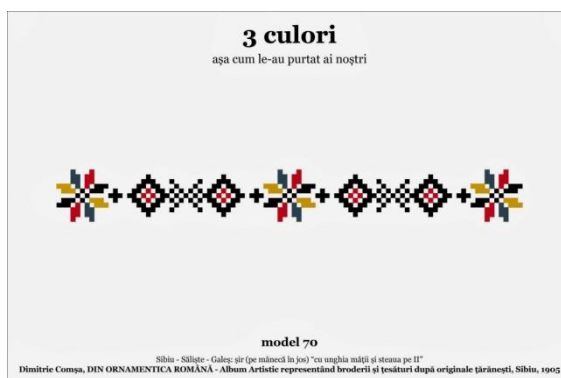 3 culori
așa cum le-au purtat ai noștri
model 70
Sibiu - Săliște - Galeș: șir (pe mânecă în jos) "cu unghia mâții și steaua pe II"
Dimitrie Comșa, DIN ORNAMENTICA ROMÂNĂ - Album Artistic reprezentând broderii și țesături după originale țărănești, Sibiu, 1905